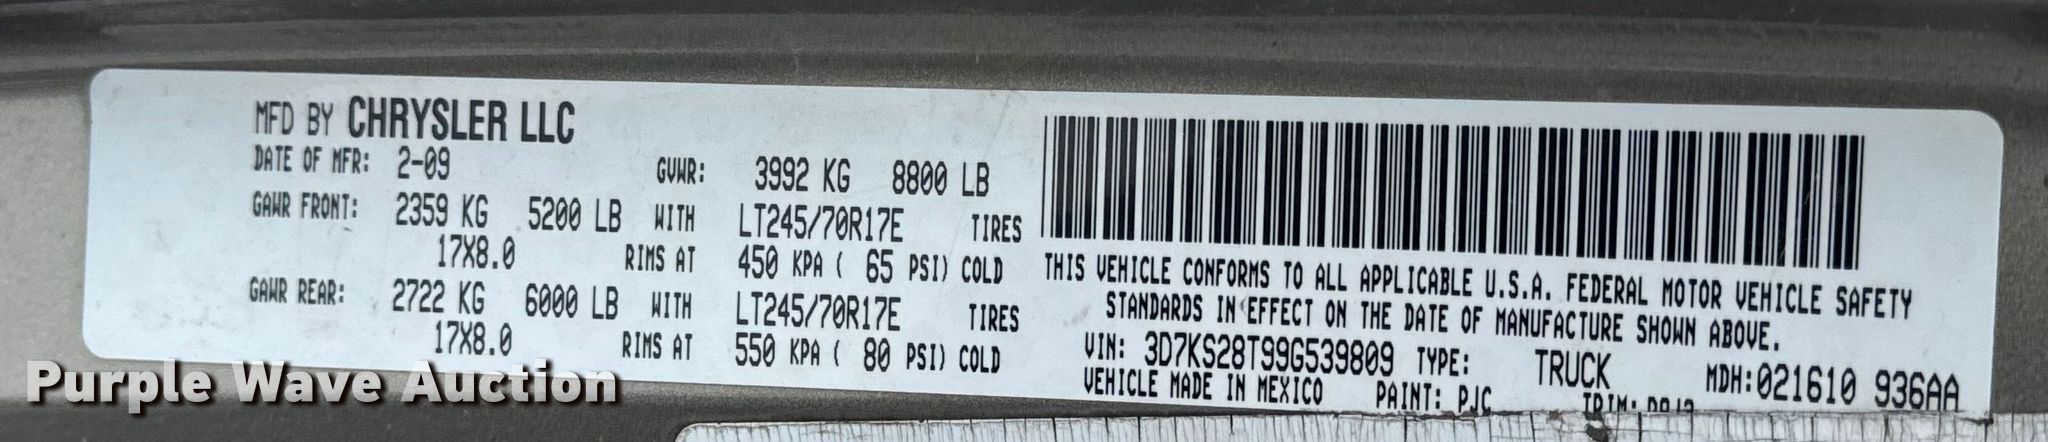 MFD BY CHRYSLER LLC
DATE OF MFR: 2-09 GVWR: 3992 KG 8800 LB
GAWR FRONT: 2359 KG 5200 LB WITH LT245/70R17E TIRES
17X8.0 RIMS AT 450 KPA ( 65 PSI) COLD
GAWR REAR: 2722 KG 6000 LB WITH LT245/70R17E TIRES
17X8.0 RIMS AT 550 KPA ( 80 PSI) COLD
THIS VEHICLE CONFORMS TO ALL APPLICABLE U.S.A. FEDERAL MOTOR VEHICLE SAFETY
STANDARDS IN EFFECT ON THE DATE OF MANUFACTURE SHOWN ABOVE.
VIN: 3D7KS28T99G539809 TYPE: TRUCK MDH:021610 936AA
VEHICLE MADE IN MEXICO PAINT: PJC TRIM:
Purple Wave Auction